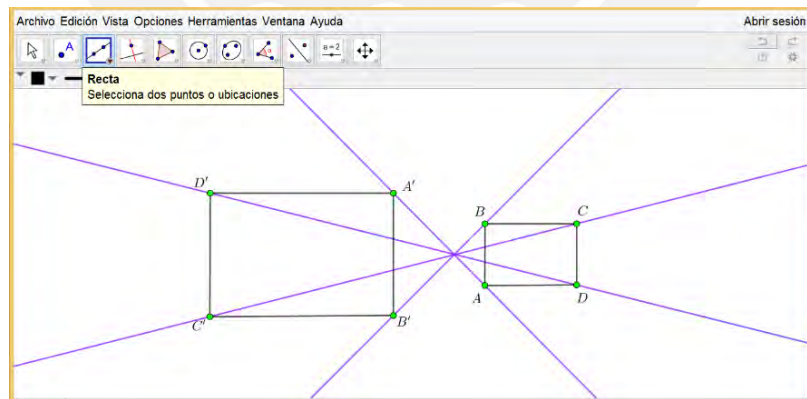 Archivo Edición Vista Opciones Herramientas Ventana Ayuda Abrir sesión
A a=2
Recta
Selecciona dos puntos o ubicaciones
D' A'
B C
A D
C' B'